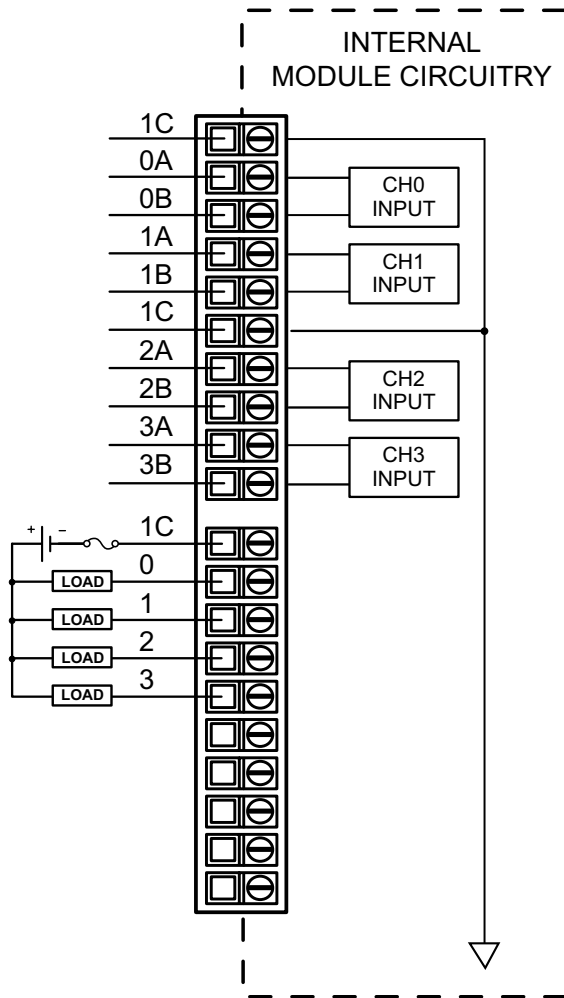 INTERNAL
MODULE CIRCUITRY
1C
0A
0B
CH0
INPUT
1A
1B
CH1
INPUT
1C
2A
2B
CH2
INPUT
3A
3B
CH3
INPUT
+ −
1C
LOAD 0
LOAD 1
LOAD 2
LOAD 3